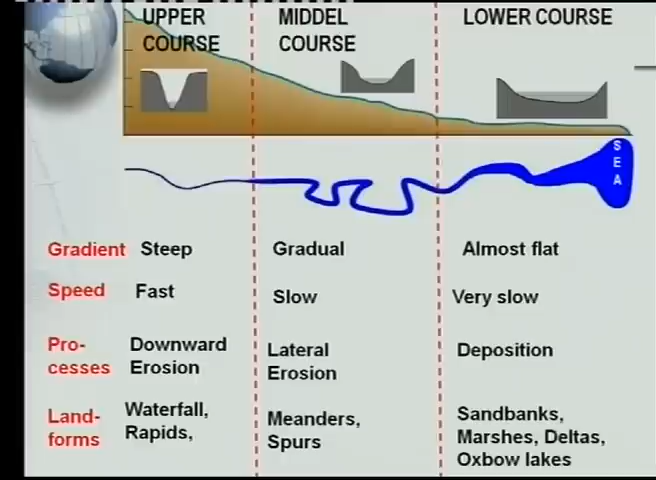 UPPER COURSE
MIDDEL COURSE
LOWER COURSE
SEA
Gradient
Steep
Gradual
Almost flat
Speed
Fast
Slow
Very slow
Pro-
cesses
Downward
Erosion
Lateral
Erosion
Deposition
Land-
forms
Waterfall,
Rapids,
Meanders,
Spurs
Sandbanks,
Marshes, Deltas,
Oxbow lakes